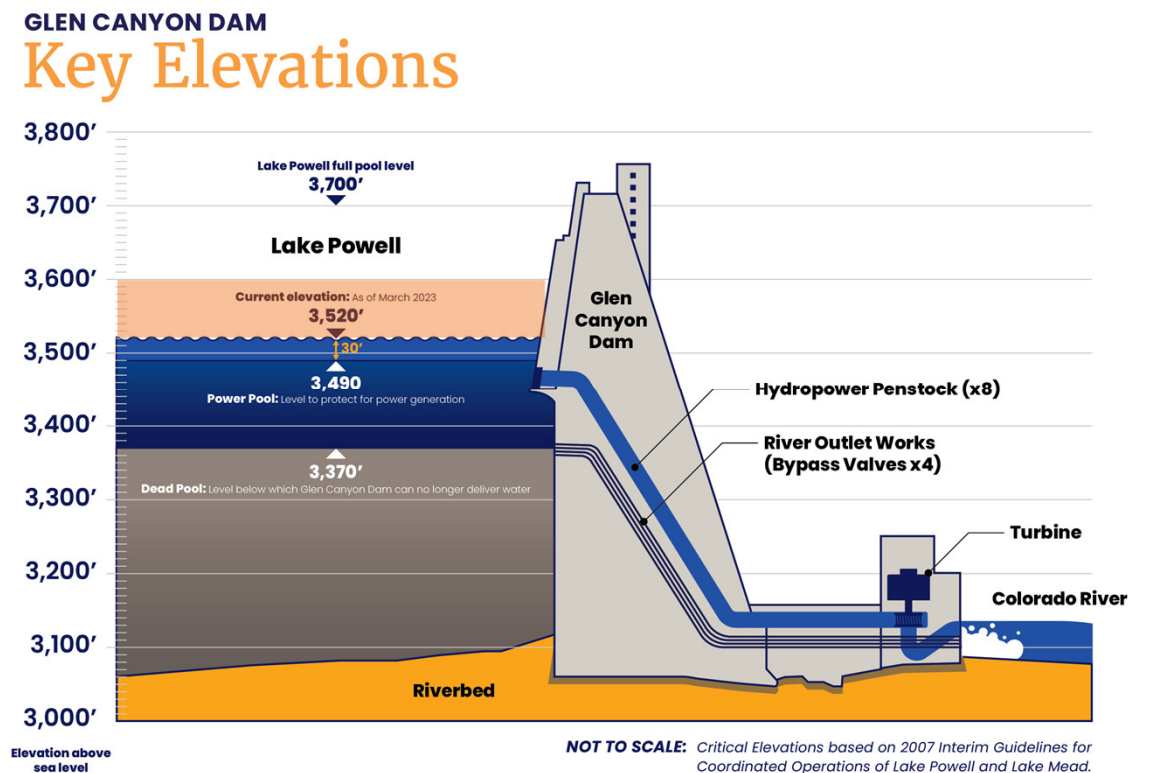 GLEN CANYON DAM
Key Elevations
3,800’
Lake Powell full pool level
3,700’
3,700’
Lake Powell
3,600’
Current elevation: As of March 2023
3,520’
30’
3,500’
3,490
Power Pool: Level to protect for power generation
3,400’
3,370’
Dead Pool: Level below which Glen Canyon Dam can no longer deliver water
3,300’
3,200’
3,100’
3,000’
Glen
Canyon
Dam
Hydropower Penstock (x8)
River Outlet Works
(Bypass Valves x4)
Turbine
Colorado River
Riverbed
Elevation above
sea level
NOT TO SCALE: Critical Elevations based on 2007 Interim Guidelines for
Coordinated Operations of Lake Powell and Lake Mead.